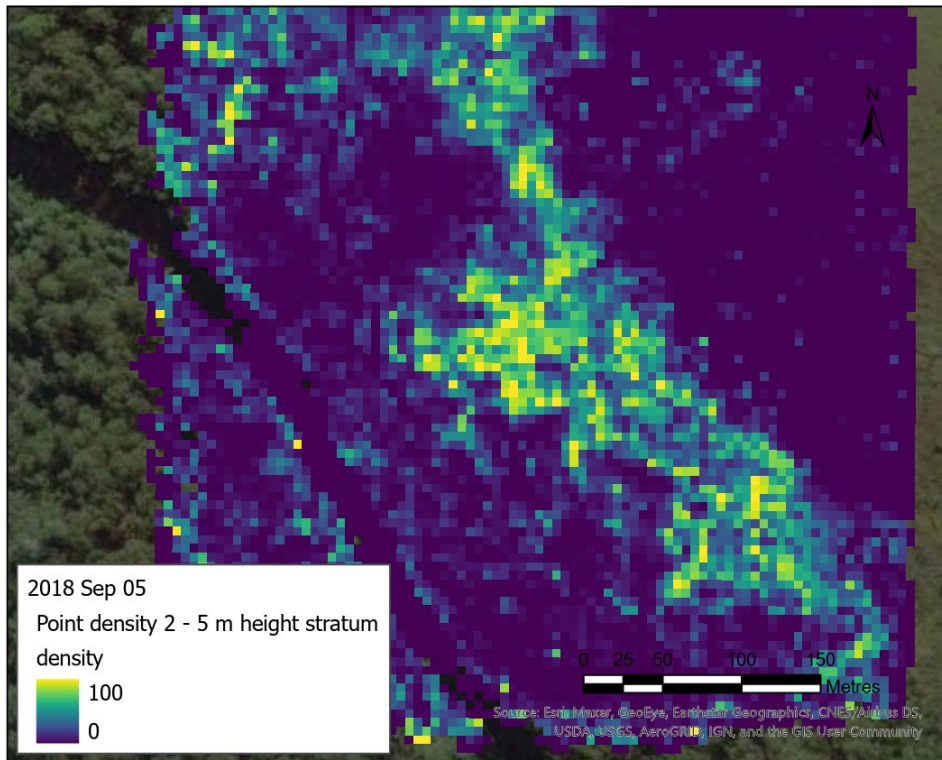 N
2018 Sep 05
Point density 2 - 5 m height stratum
density
100
0
0 25 50 100 150
Metres
Source: Esri, Maxar, GeoEye, Earthstar Geographics, CNES/Airbus DS,
USDA, USGS, AeroGRID, IGN, and the GIS User Community